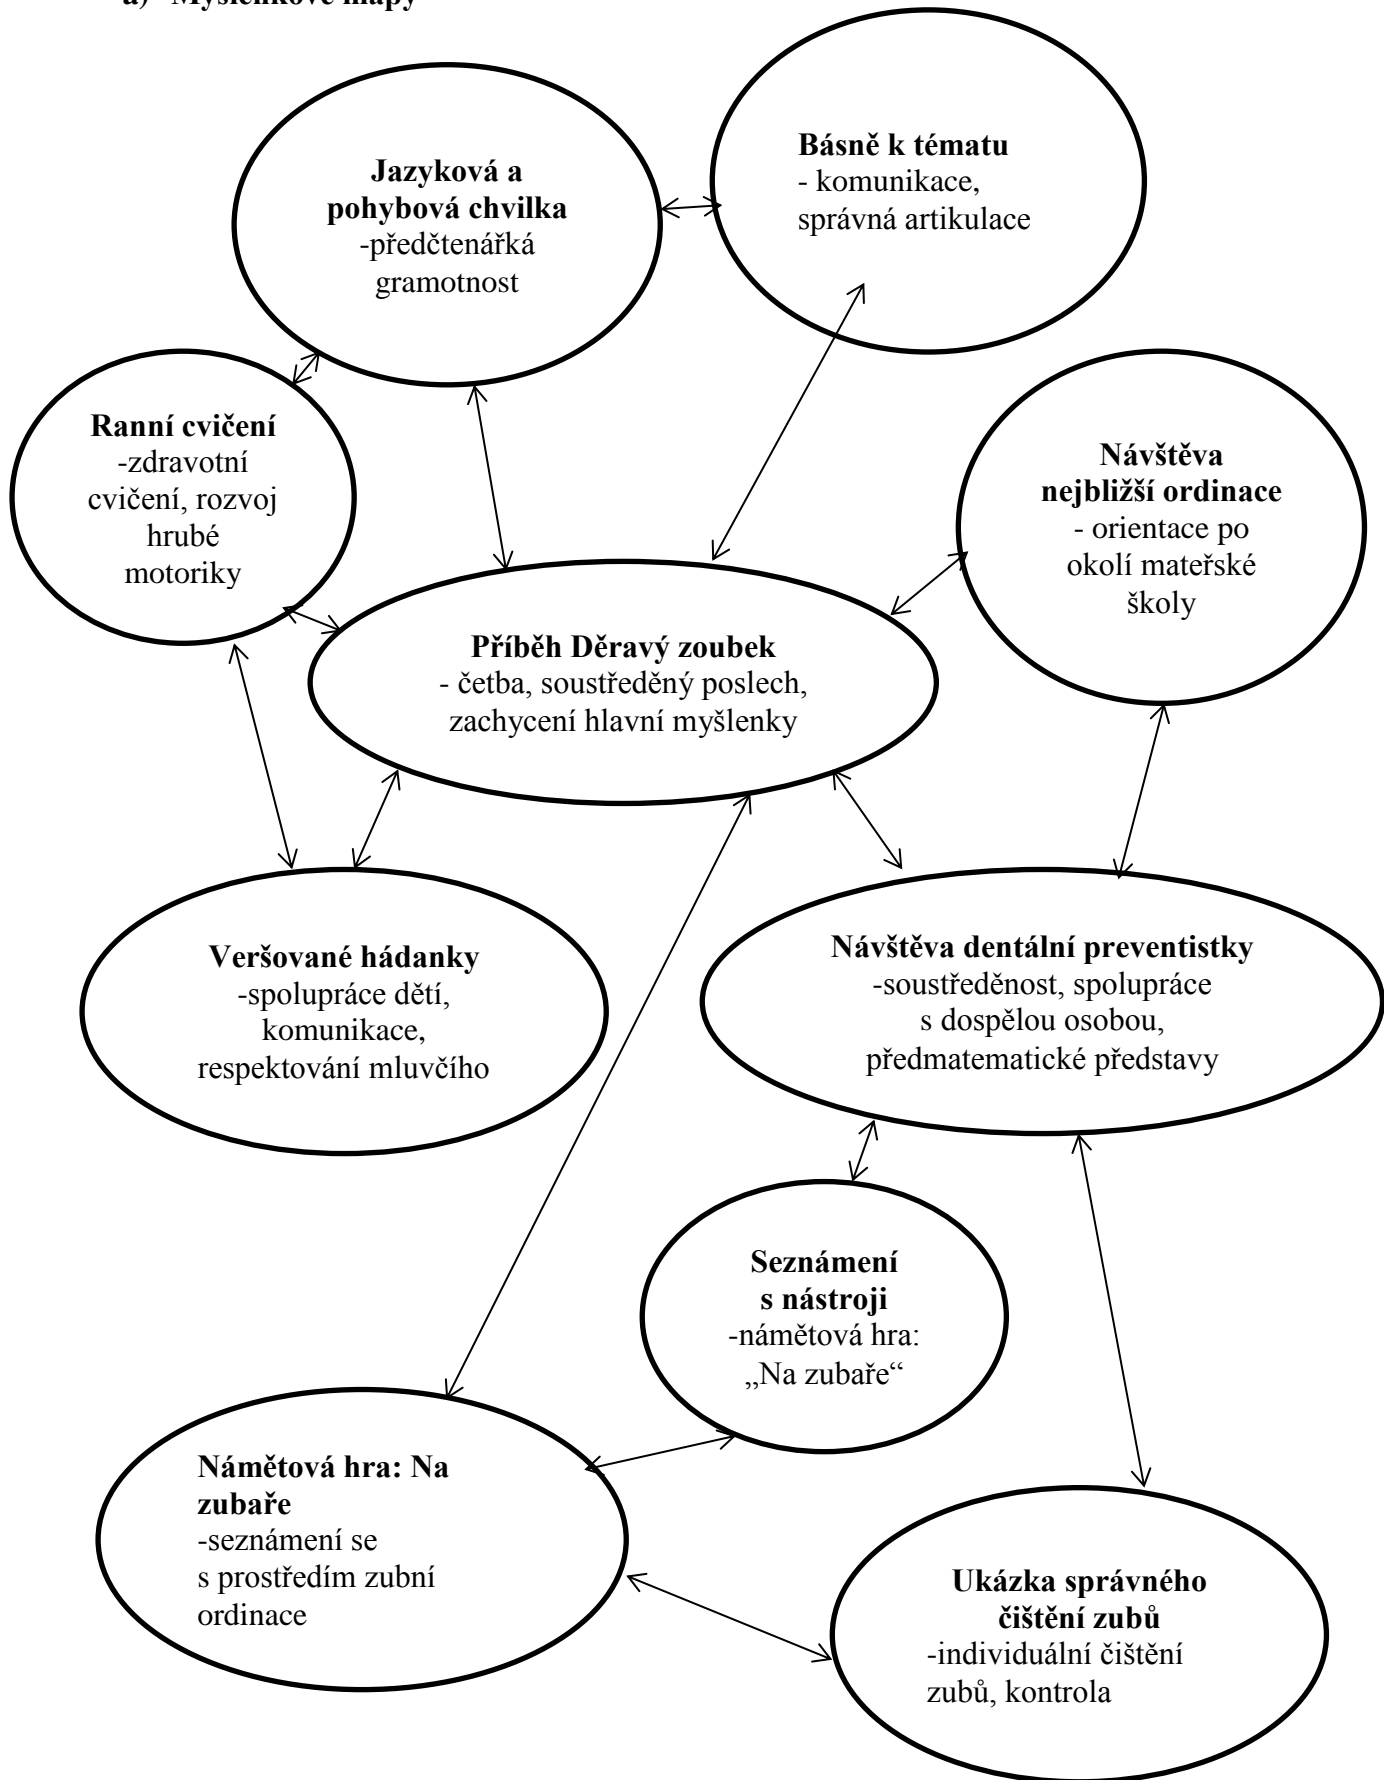 a) Myšlenkové mapy
Jazyková a
pohybová chvilka
-předčtenářká
gramotnost
Básně k tématu
- komunikace,
správná artikulace
Ranní cvičení
-zdravotní
cvičení, rozvoj
hrubé
motoriky
Návštěva
nejbližší ordinace
- orientace po
okolí mateřské
školy
Příběh Děravý zoubek
- četba, soustředěný poslech,
zachycení hlavní myšlenky
Veršované hádanky
-spolupráce dětí,
komunikace,
respektování mluvčího
Návštěva dentální preventistky
-soustředěnost, spolupráce
s dospělou osobou,
předmatematické představy
Seznámení
s nástroji
-námětová hra:
„Na zubaře“
Námětová hra: Na
zubaře
-seznámení se
s prostředím zubní
ordinace
Ukázka správného
čištění zubů
-individuální čištění
zubů, kontrola